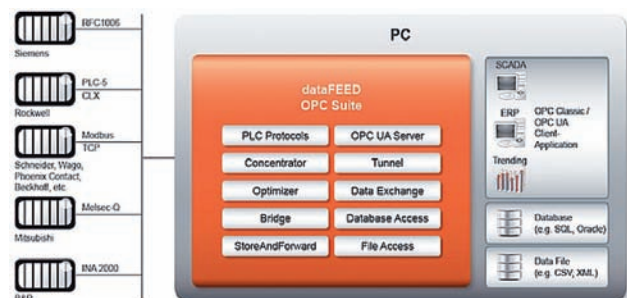 RFC1006
Siemens
PLC-5
CLX
Rockwell
Modbus
TCP
Schneider, Wago,
Phoenix Contact,
Beckhoff, etc.
Melsec-Q
Mitsubishi
INA 2000
B&R
PC
dataFEED
OPC Suite
PLC Protocols
OPC UA Server
Concentrator
Tunnel
Optimizer
Data Exchange
Bridge
Database Access
StoreAndForward
File Access
SCADA
ERP
OPC Classic /
OPC UA
Client-
Application
Trending
Database
(e.g. SQL, Oracle)
Data File
(e.g. CSV, XML)